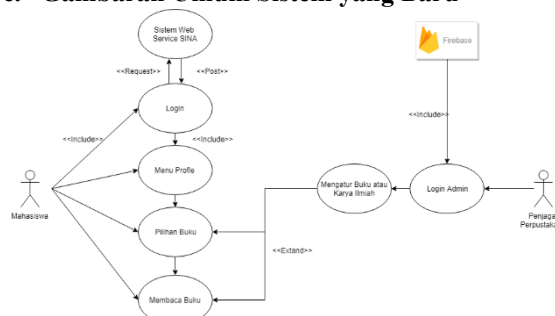 Gambaran Umum Sistem yang Baru
Sistem Web
Service SINA
<<Request>>
<<Post>>
Firebase
Login
<<Include>>
<<Include>>
<<Include>>
Menu Profie
Mengatur Buku atau
Karya Ilmiah
Login Admin
Mahasiswa
Pilihan Buku
Penjaga
Perpustaka
<<Extand>>
Membaca Buku